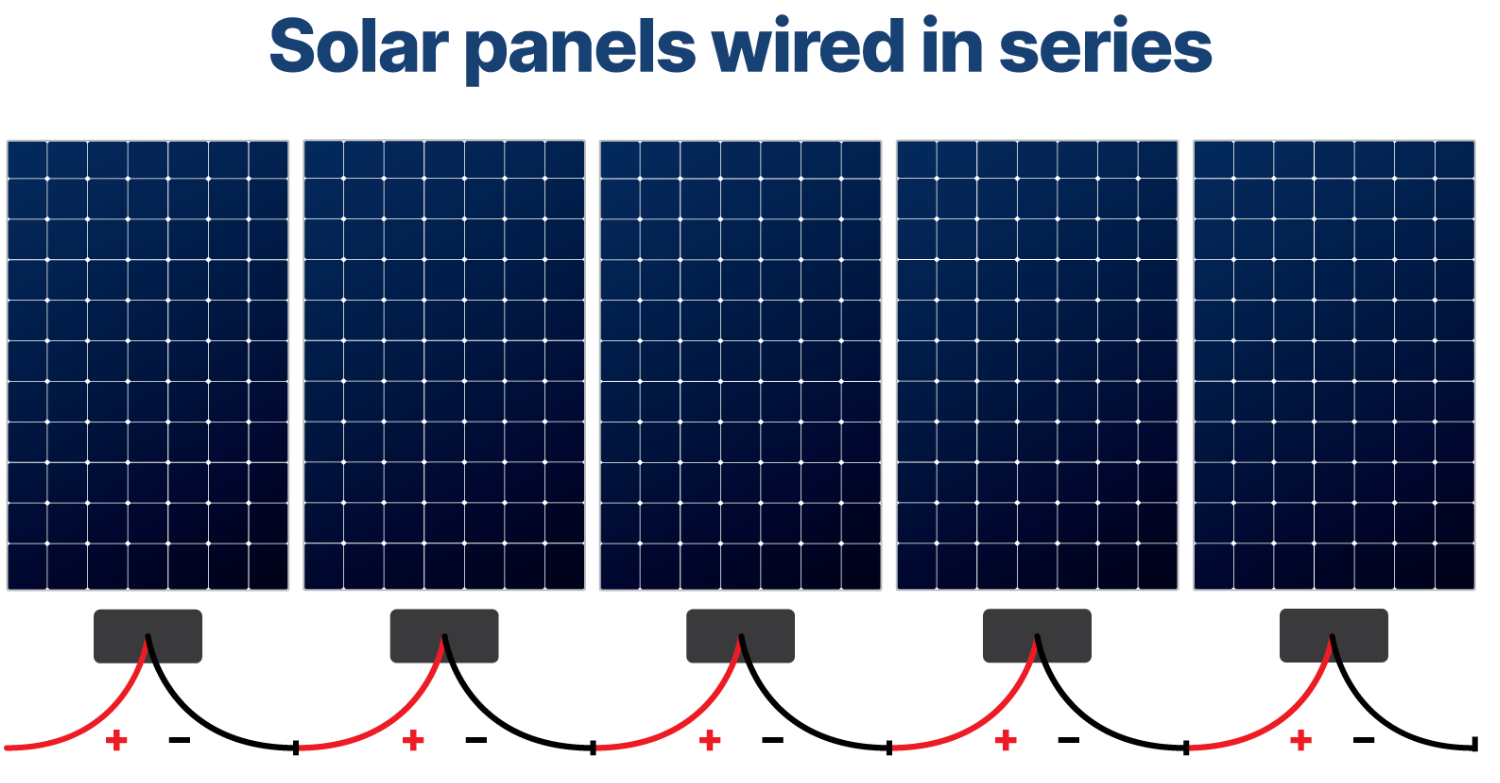 Solar panels wired in series
+ − + − + − + − + −